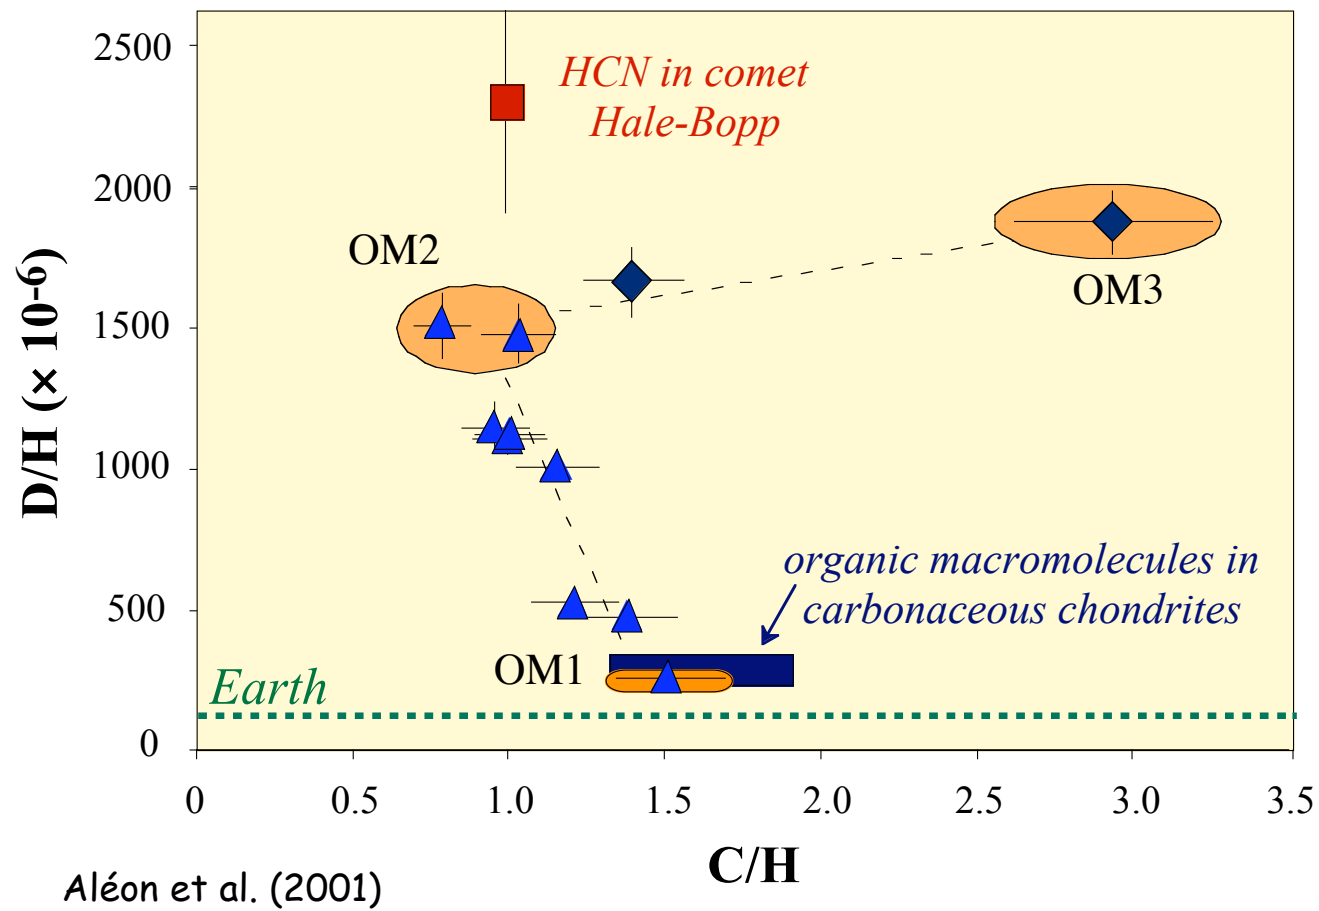 2500
HCN in comet
Hale-Bopp
2000
OM2
OM3
1500
D/H (× 10-6)
1000
organic macromolecules in
carbonaceous chondrites
500
OM1
Earth
0
0 0.5 1.0 1.5 2.0 2.5 3.0 3.5
C/H
Aléon et al. (2001)